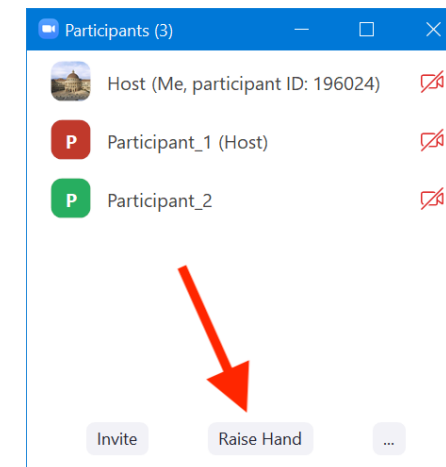 Participants (3)
Host (Me, participant ID: 196024)
P Participant_1 (Host)
P Participant_2
Invite Raise Hand ...